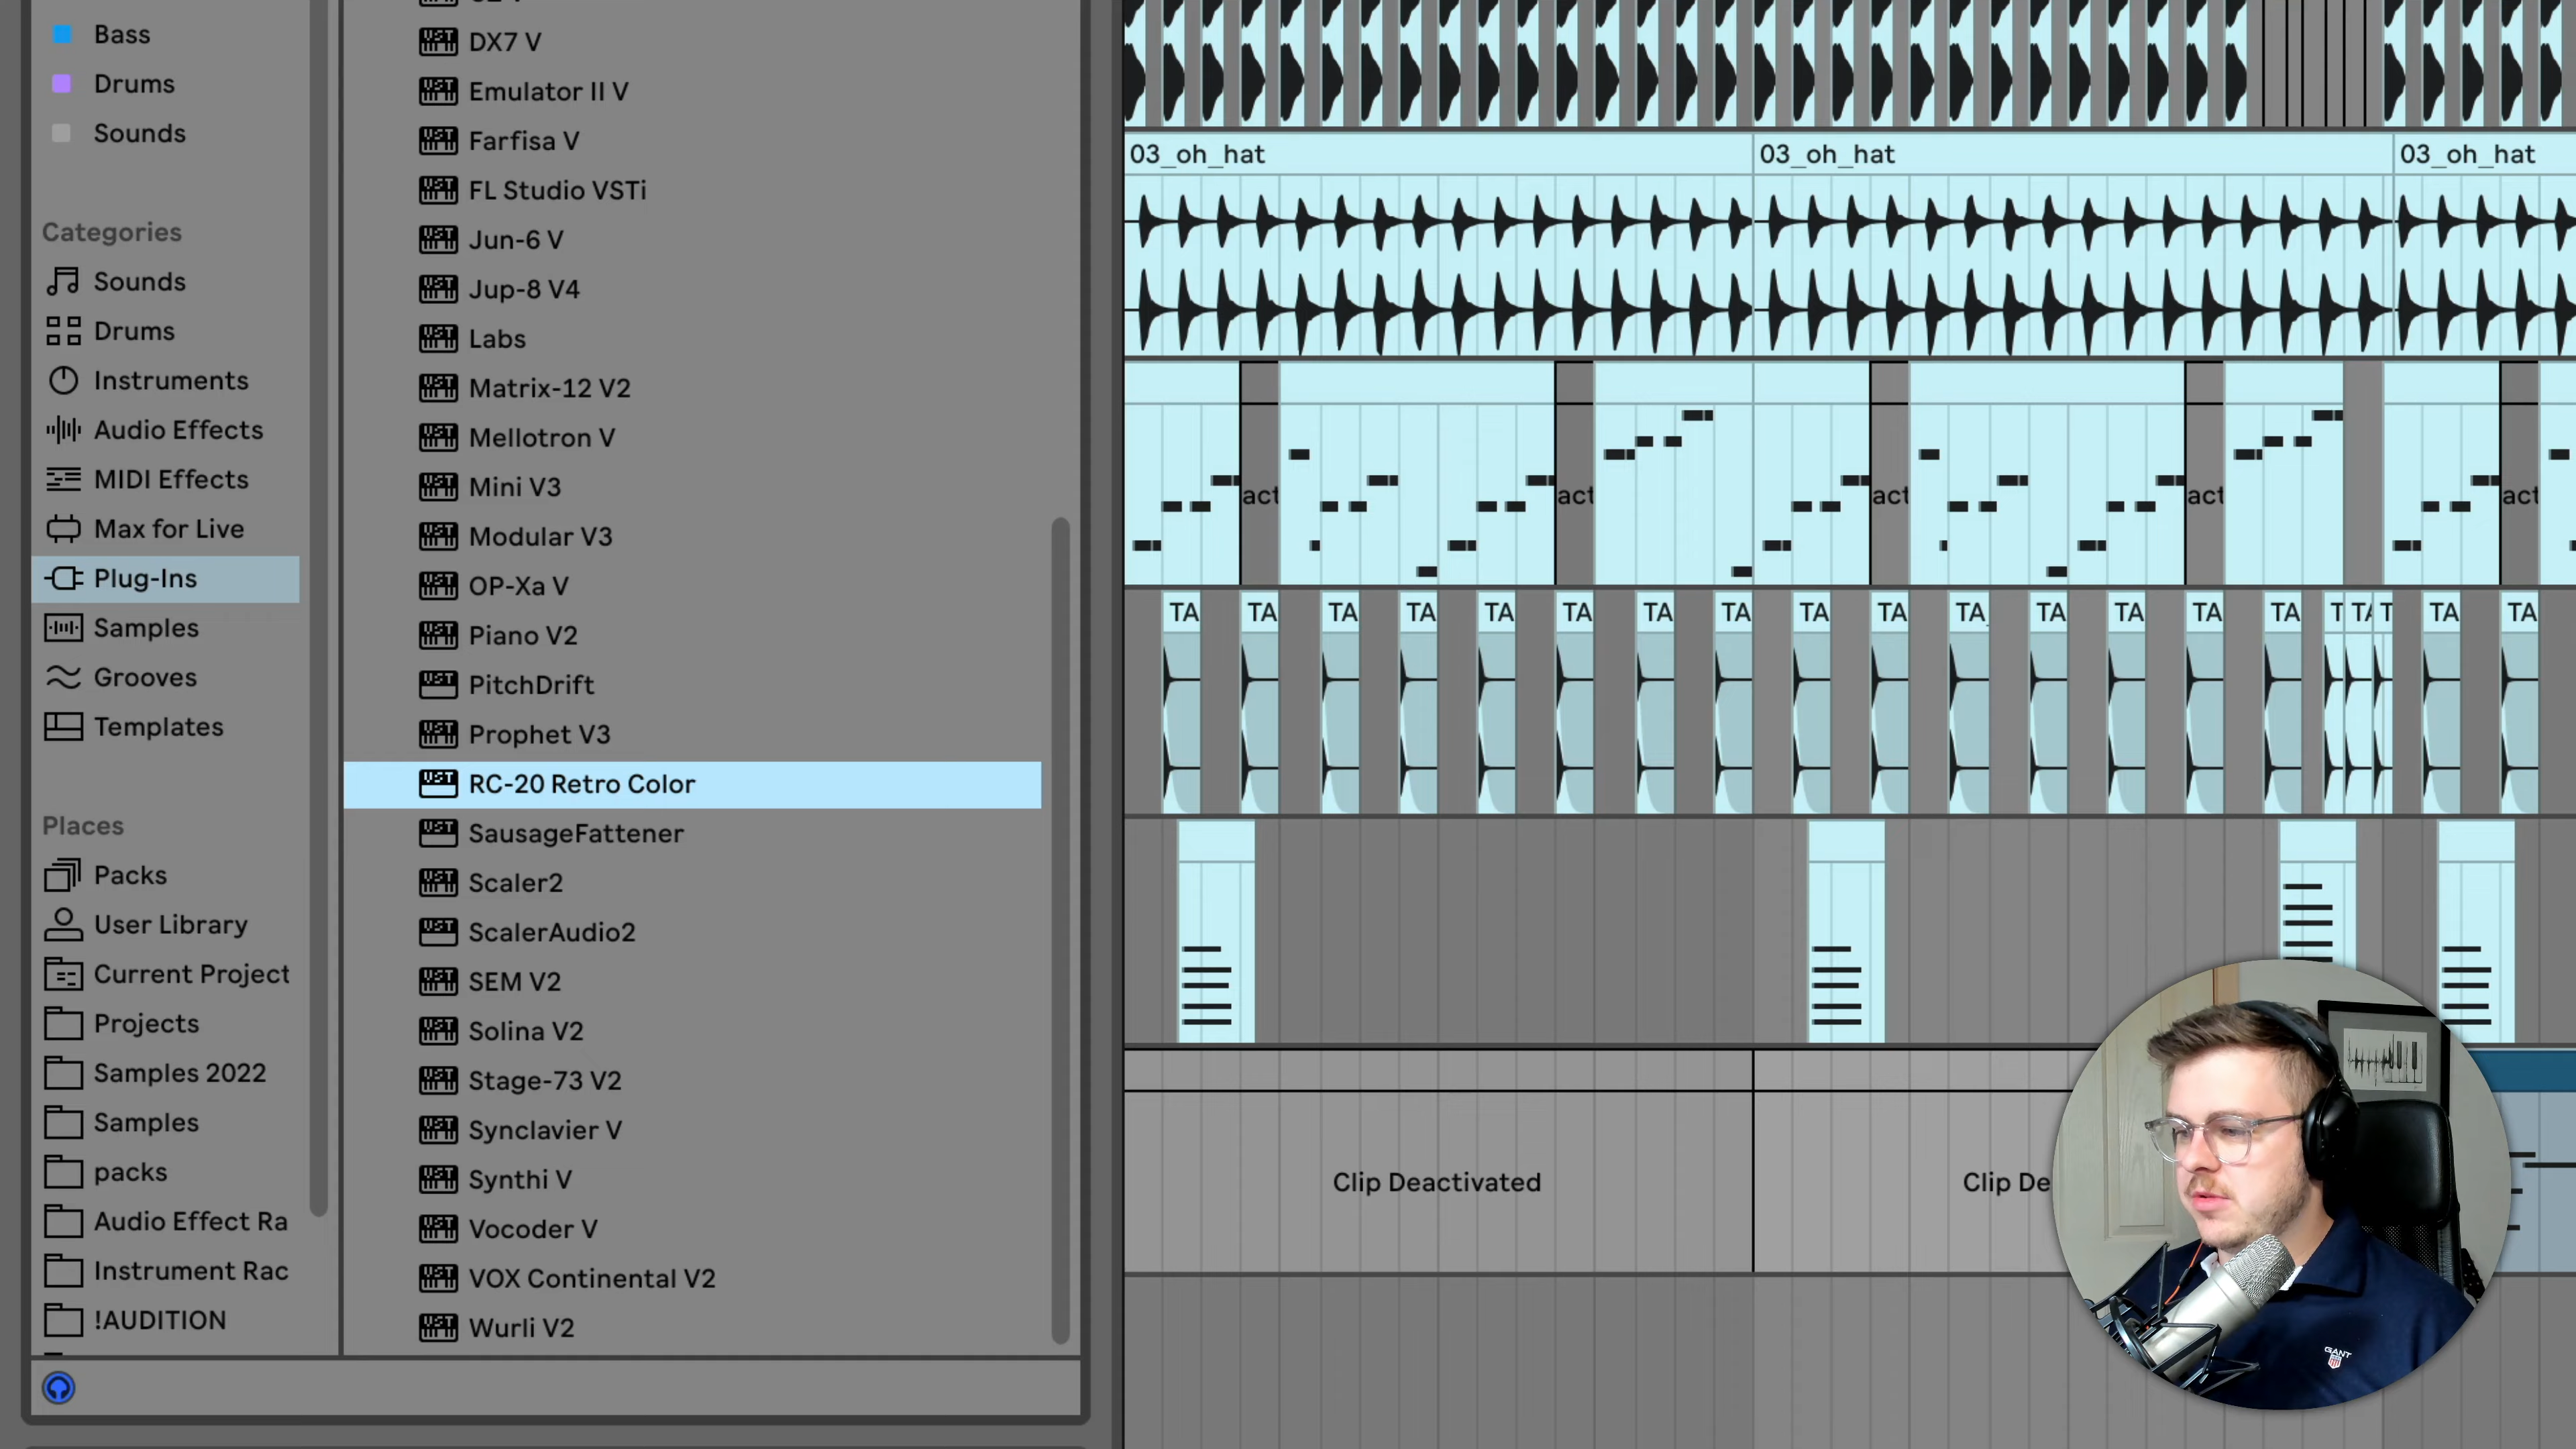 Bass
Drums
Sounds
Categories
Sounds
Drums
Instruments
Audio Effects
MIDI Effects
Max for Live
Plug-Ins
Samples
Grooves
Templates
Places
Packs
User Library
Current Project
Projects
Samples 2022
Samples
packs
Audio Effect Ra
Instrument Rac
!AUDITION
DX7 V
Emulator II V
Farfisa V
FL Studio VSTi
Jun-6 V
Jup-8 V4
Labs
Matrix-12 V2
Mellotron V
Mini V3
Modular V3
OP-Xa V
Piano V2
PitchDrift
Prophet V3
RC-20 Retro Color
SausageFattener
Scaler2
ScalerAudio2
SEM V2
Solina V2
Stage-73 V2
Synclavier V
Synthi V
Vocoder V
VOX Continental V2
Wurli V2
03_oh_hat 03_oh_hat 03_oh_hat
act act act act act
TA TA TA TA TA TA TA TA TA TA TA TA TA TA TA T TA T TA TA
Clip Deactivated Clip De
GANT